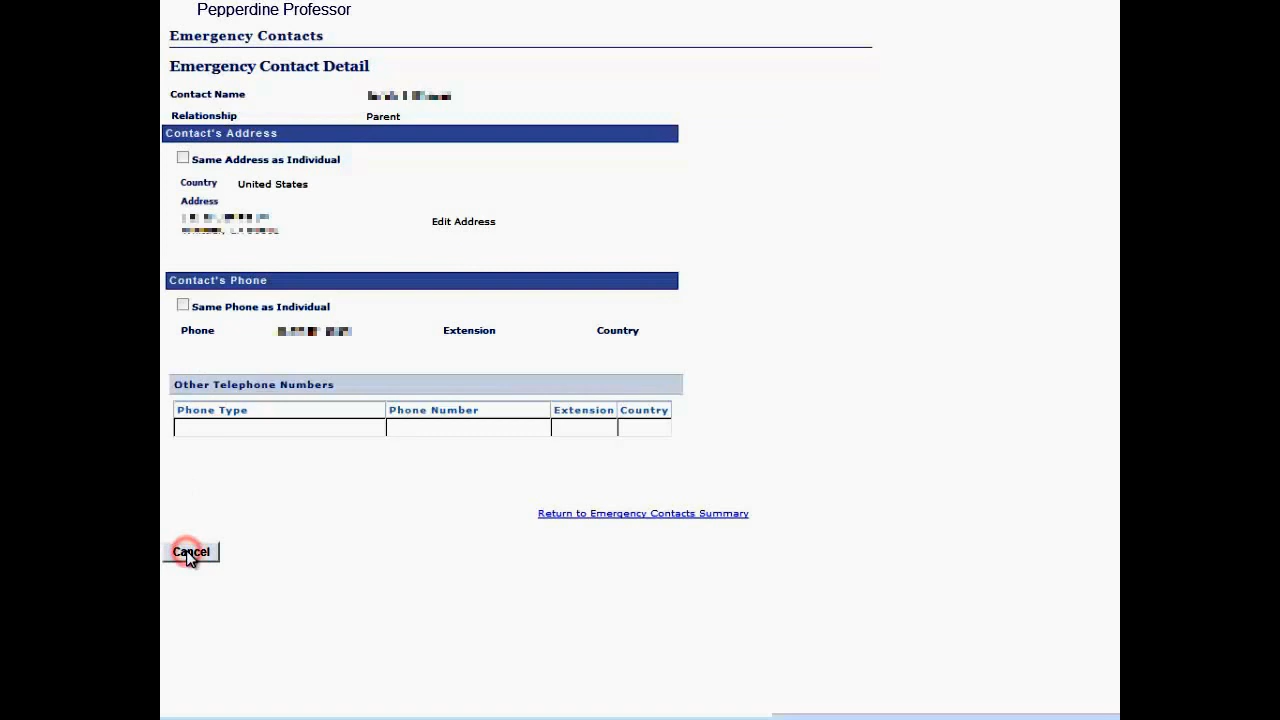 Pepperdine Professor
Emergency Contacts
Emergency Contact Detail
Contact Name
Relationship Parent
Contact's Address
Same Address as Individual
Country United States
Address
Edit Address
Contact's Phone
Same Phone as Individual
Phone Extension Country
Other Telephone Numbers
Phone Type Phone Number Extension Country
Return to Emergency Contacts Summary
Cancel